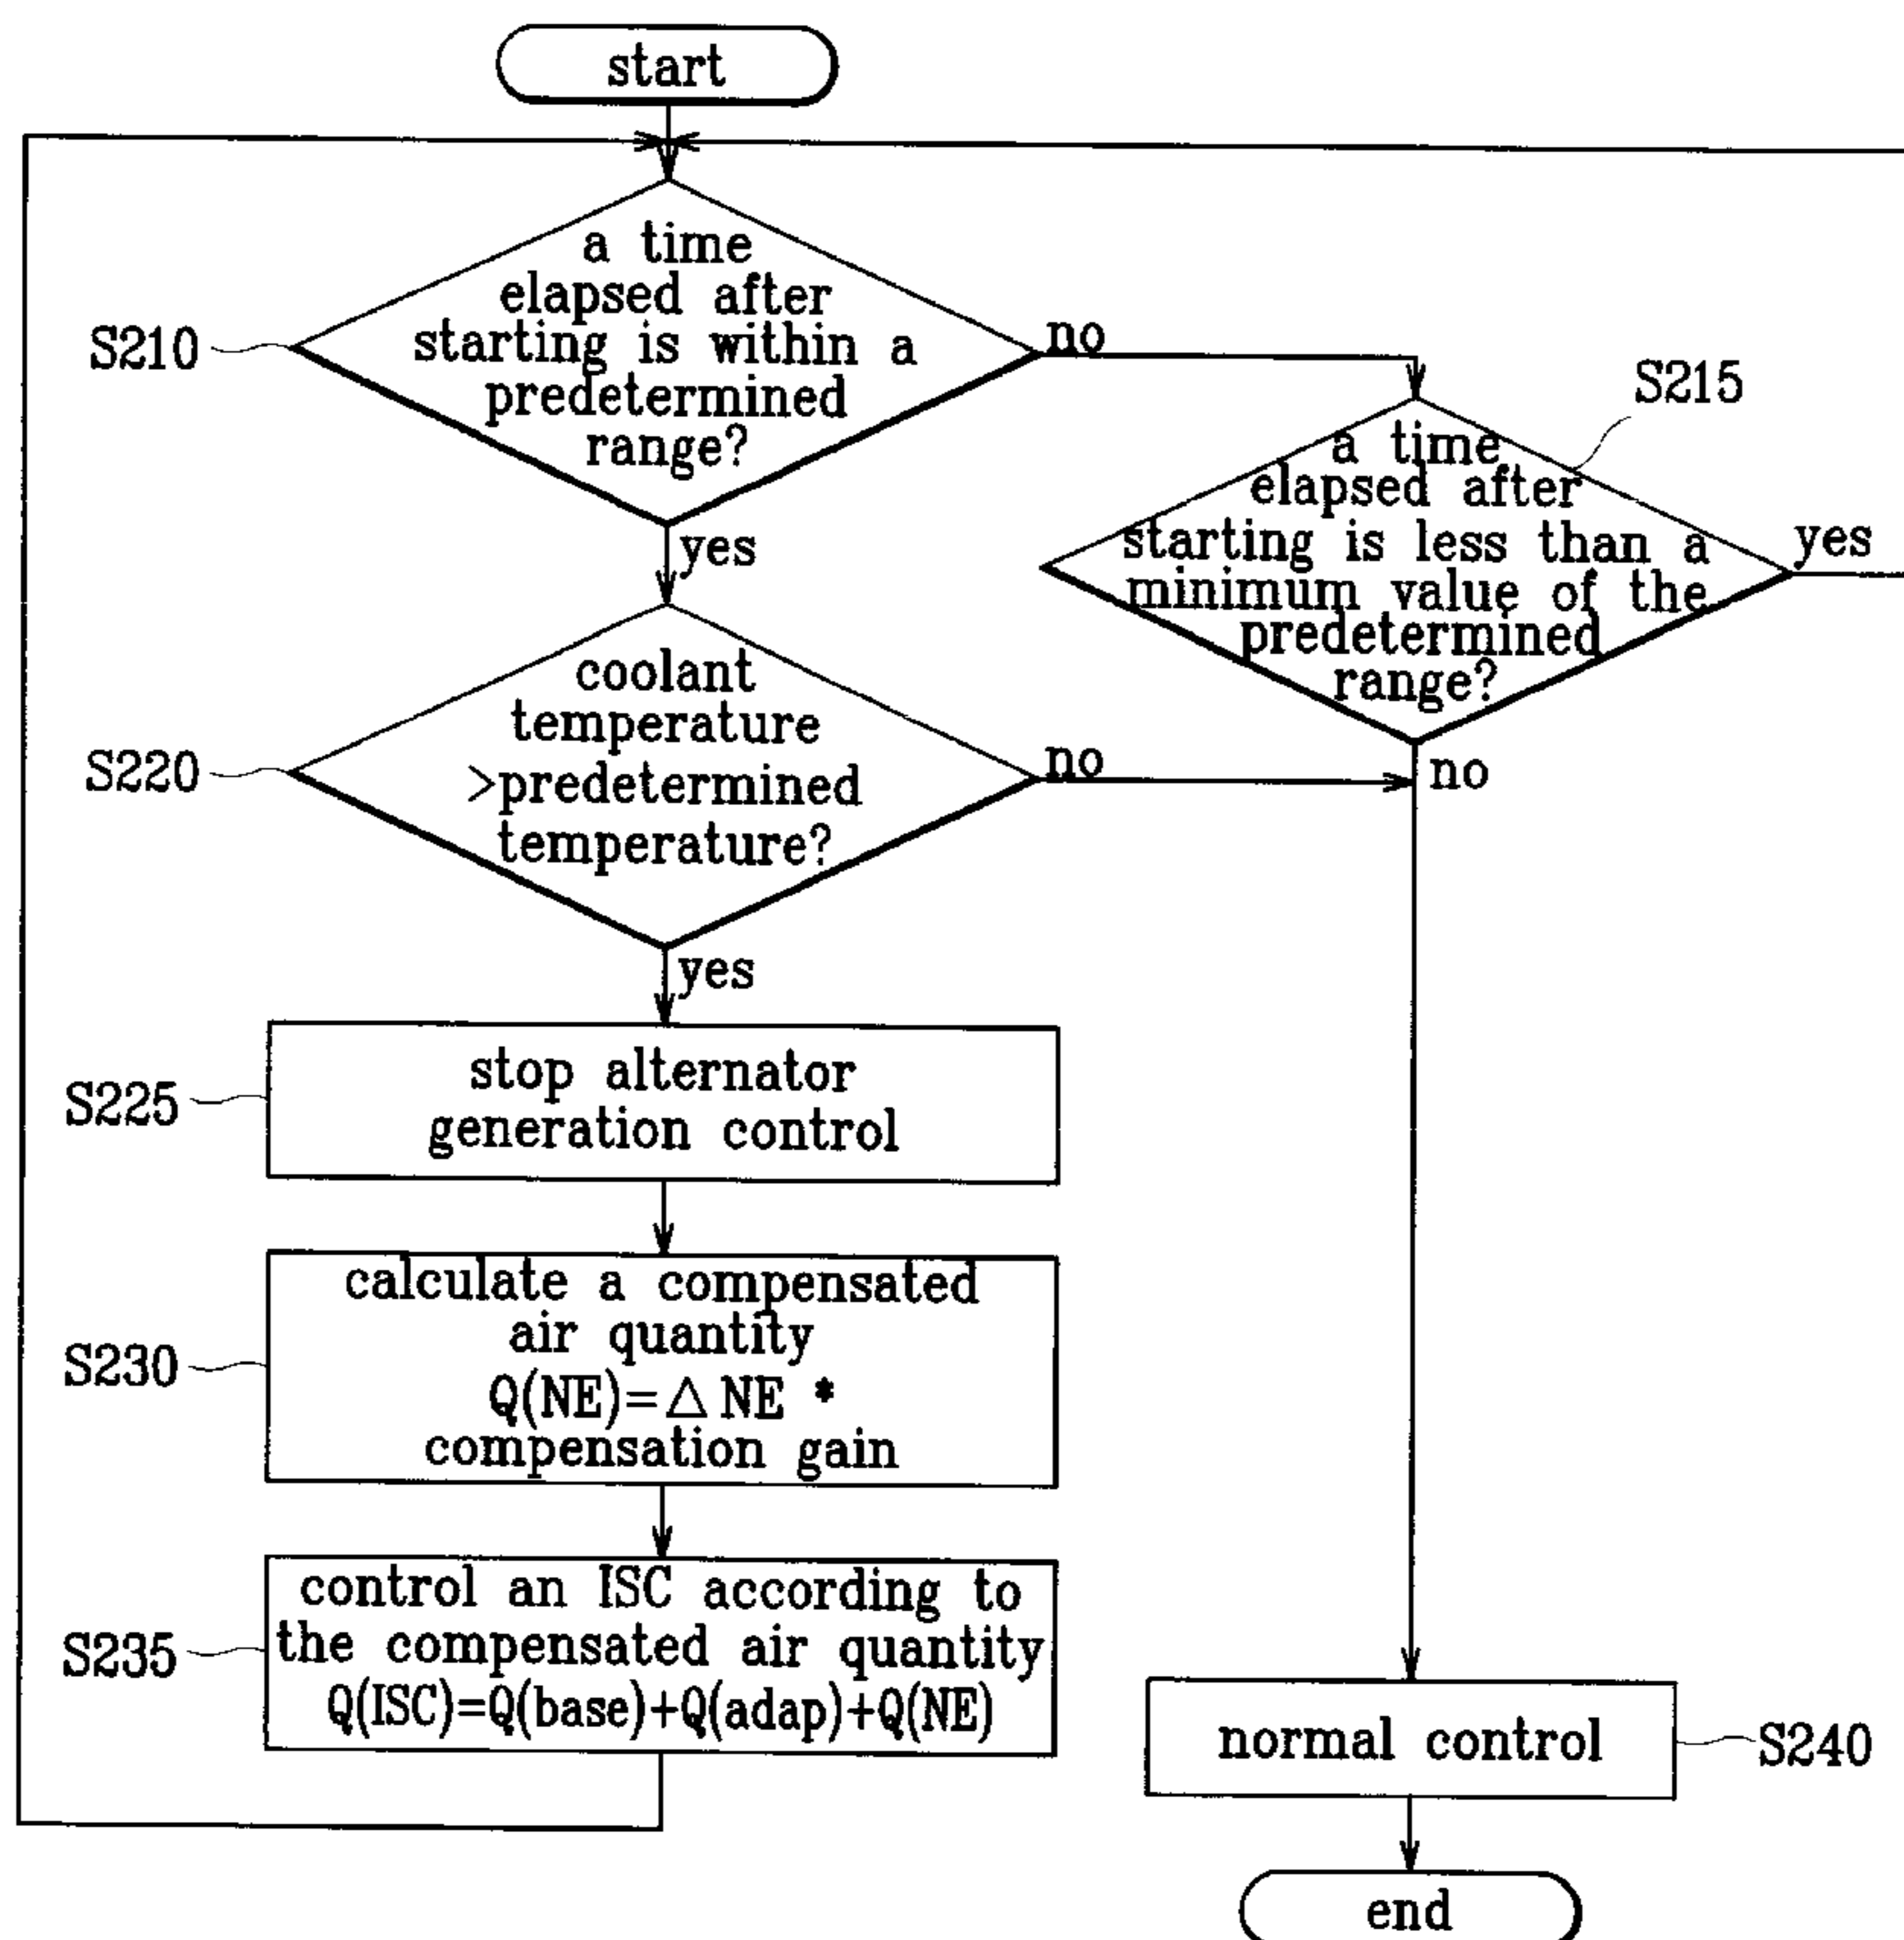 start
a time
elapsed after
starting is within a
predetermined
range?
S210
no
yes
S215
a time
elapsed after
starting is less than a
minimum value of the
predetermined
range?
yes
no
coolant
temperature
>predetermined
temperature?
S220
no
yes
stop alternator
generation control
S225
calculate a compensated
air quantity
Q(NE)=△NE *
compensation gain
S230
control an ISC according to
the compensated air quantity
Q(ISC)=Q(base)+Q(adap)+Q(NE)
S235
normal control
S240
end